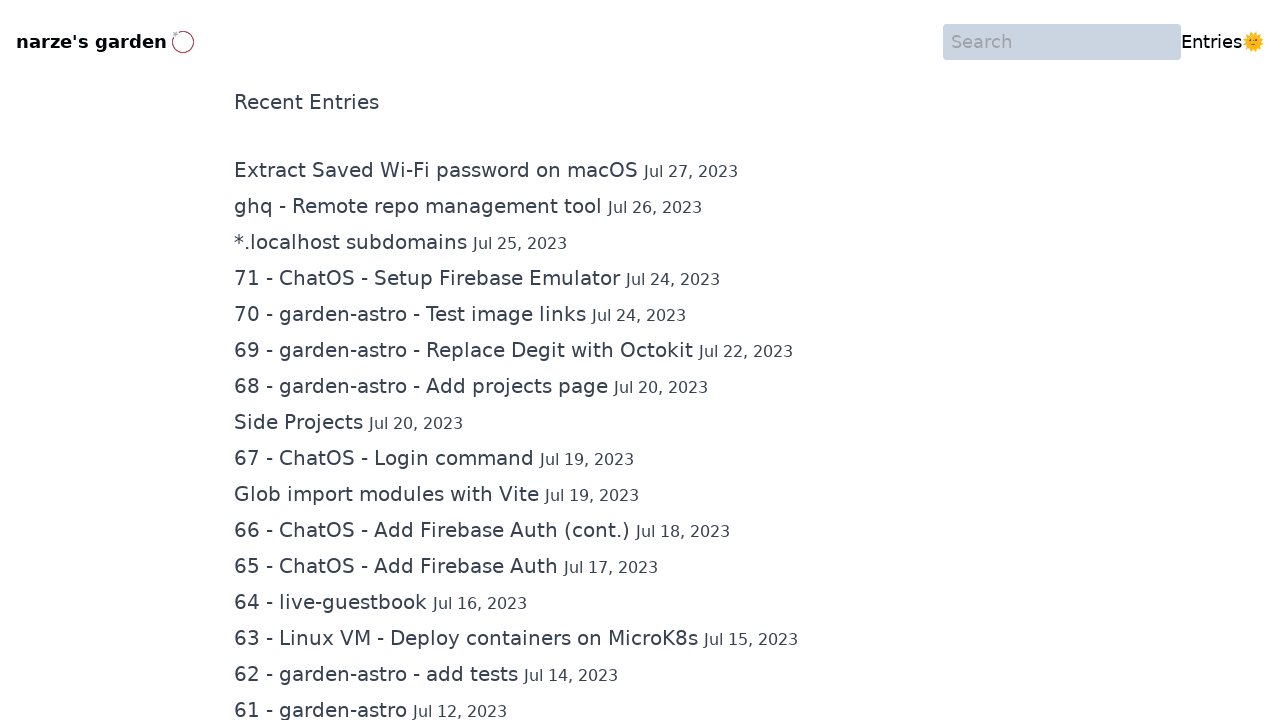 narze's garden
Search
Entries🌞
Recent Entries
Extract Saved Wi-Fi password on macOS Jul 27, 2023
ghq - Remote repo management tool Jul 26, 2023
*.localhost subdomains Jul 25, 2023
71 - ChatOS - Setup Firebase Emulator Jul 24, 2023
70 - garden-astro - Test image links Jul 24, 2023
69 - garden-astro - Replace Degit with Octokit Jul 22, 2023
68 - garden-astro - Add projects page Jul 20, 2023
Side Projects Jul 20, 2023
67 - ChatOS - Login command Jul 19, 2023
Glob import modules with Vite Jul 19, 2023
66 - ChatOS - Add Firebase Auth (cont.) Jul 18, 2023
65 - ChatOS - Add Firebase Auth Jul 17, 2023
64 - live-guestbook Jul 16, 2023
63 - Linux VM - Deploy containers on MicroK8s Jul 15, 2023
62 - garden-astro - add tests Jul 14, 2023
61 - garden-astro Jul 12, 2023